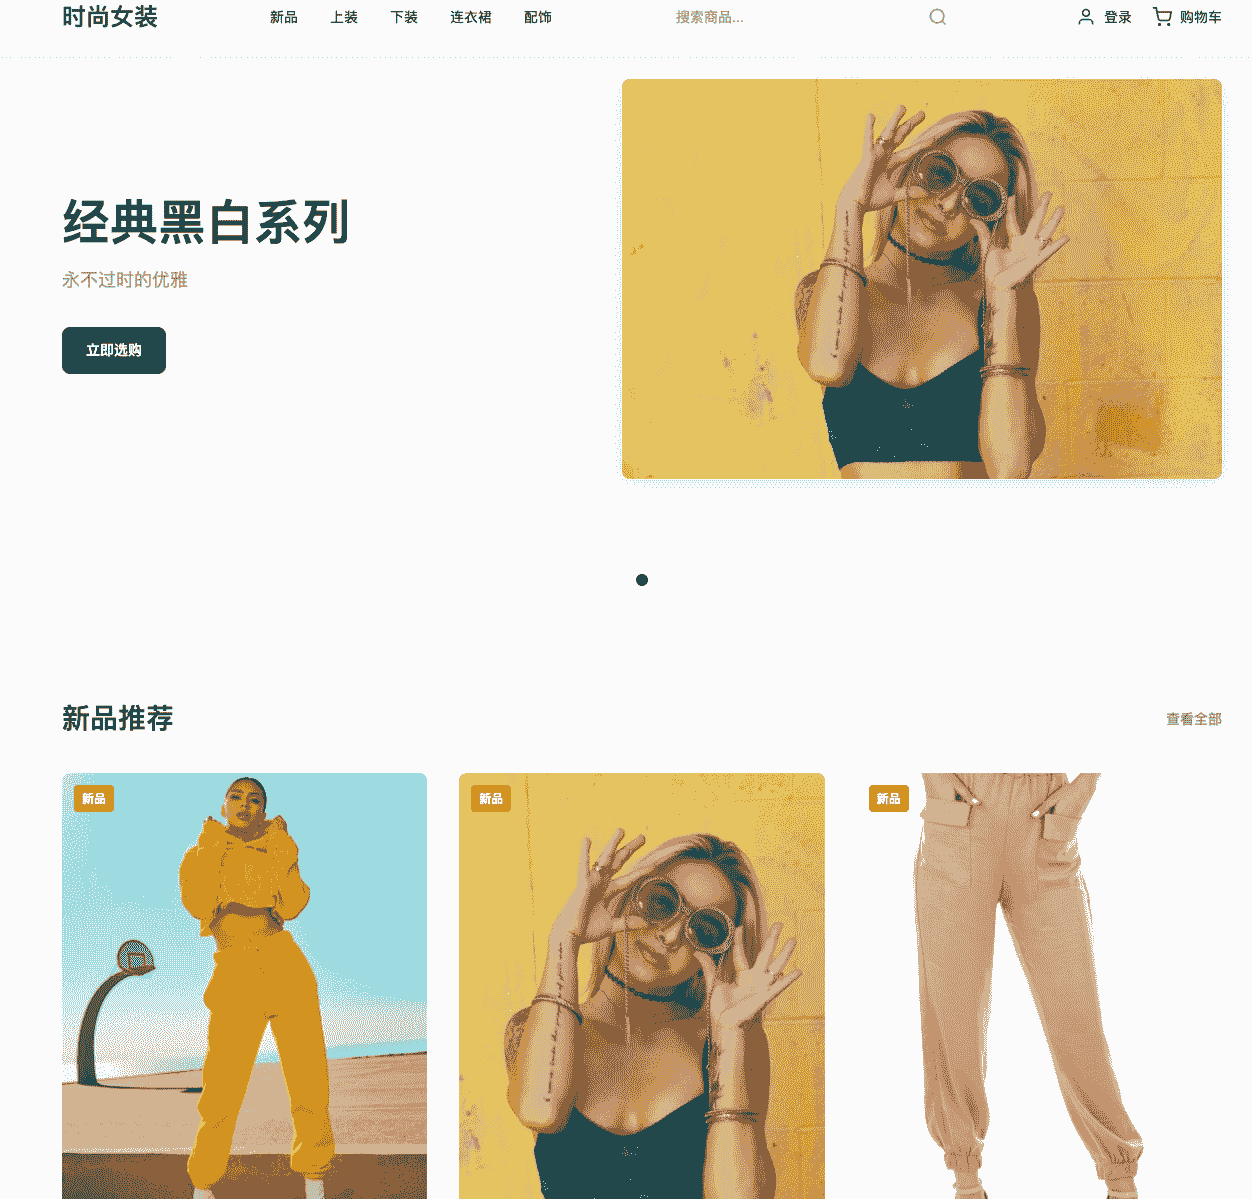 时尚女装
新品 上装 下装 连衣裙 配饰
搜索商品...
登录 购物车
经典黑白系列
永不过时的优雅
立即选购
新品推荐
查看全部
新品
新品
新品